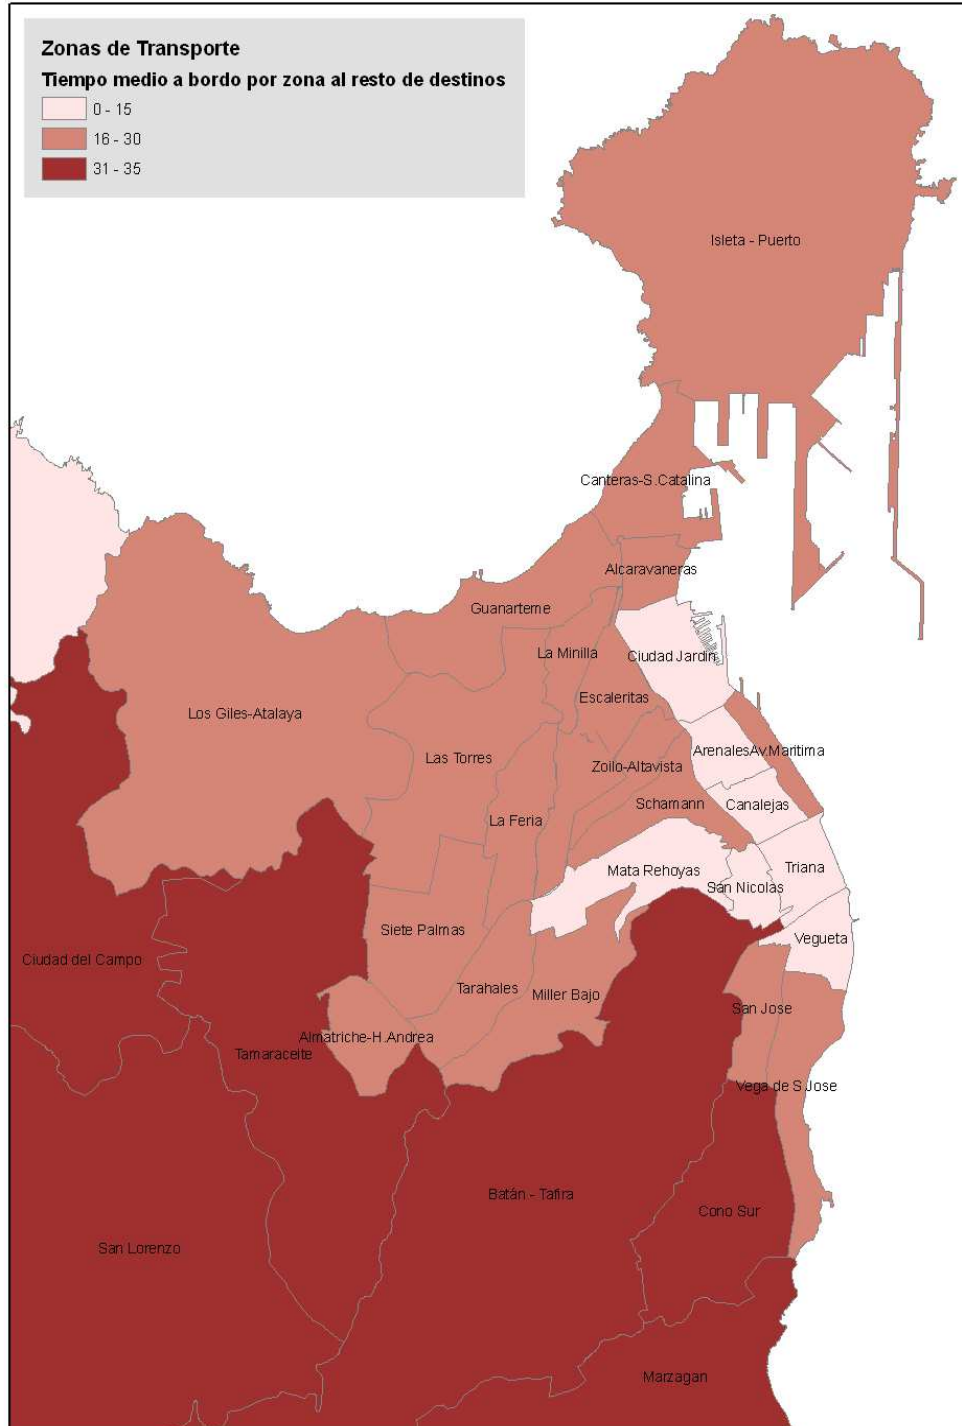 Zonas de Transporte
Tiempo medio a bordo por zona al resto de destinos
0 - 15
16 - 30
31 - 35
Isleta - Puerto
Canteras-S.Catalina
Alcaravaneras
Guanarteme
La Minilla
Ciudad Jardin
Escaleritas
Los Giles-Atalaya
Las Torres
Arenales
Av.Maritima
Zoilo-Altavista
Schamann
Canalejas
La Feria
Mata Rehoyas
San Nicolas
Triana
Siete Palmas
Vegueta
Ciudad del Campo
Tarahales
Miller Bajo
San Jose
Almatriche-H.Andrea
Tamaraceite
Vega de S.Jose
Batán - Tafira
Cono Sur
San Lorenzo
Marzagan